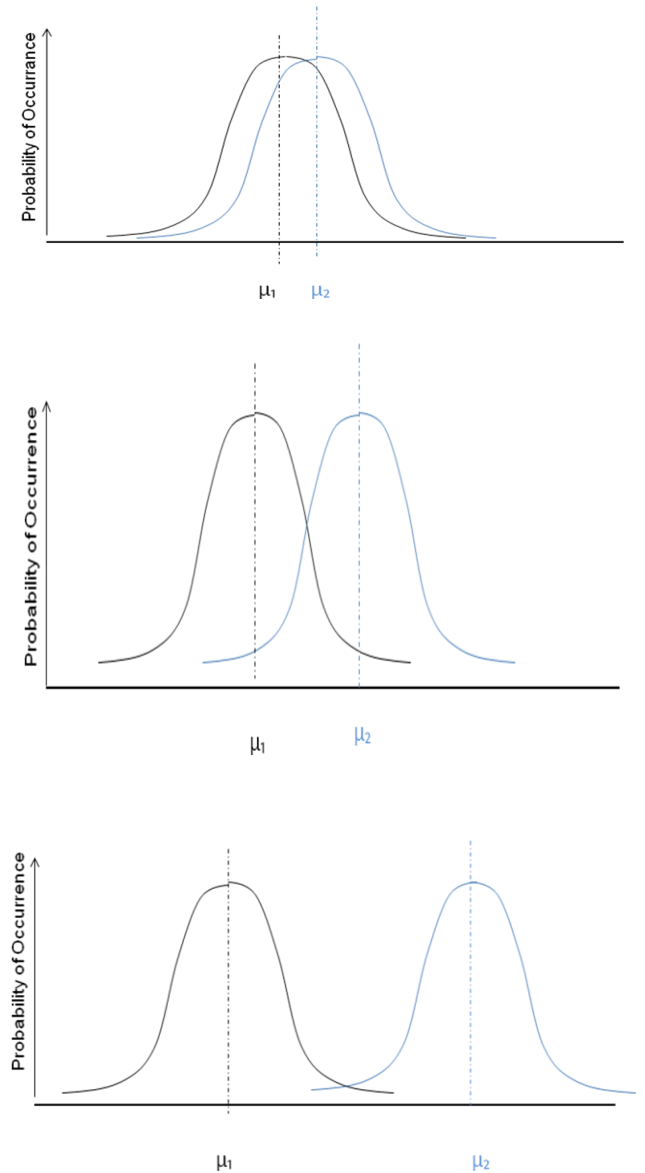 Probability of Occurrance
μ₁ μ₂
Probability of Occurrence
μ₁ μ₂
Probability of Occurrence
μ₁ μ₂